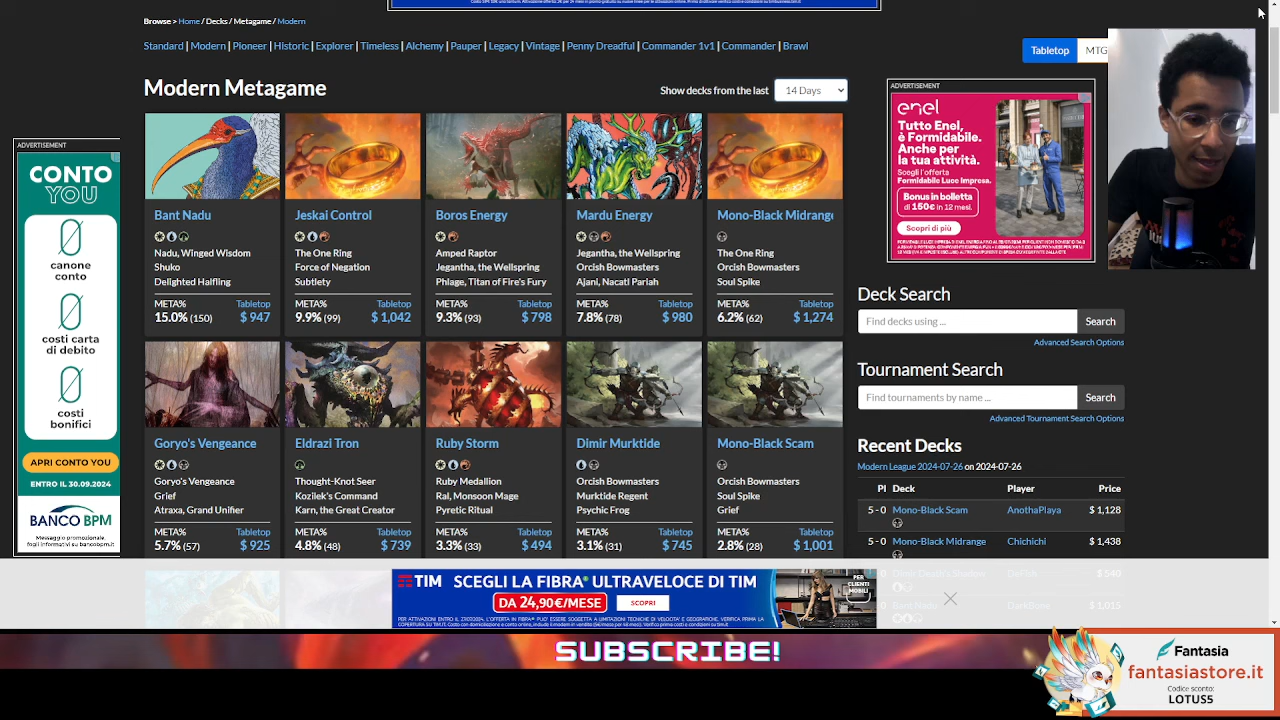 Browse > Home / Decks / Metagame / Modern
Standard | Modern | Pioneer | Historic | Explorer | Timeless | Alchemy | Pauper | Legacy | Vintage | Penny Dreadful | Commander 1v1 | Commander | Brawl
Tabletop MTG
Modern Metagame
Show decks from the last 14 Days
Bant Nadu
Nadu, Winged Wisdom
Shuko
Delighted Halfling
META% Tabletop
15.0% (150) $ 947
Jeskai Control
The One Ring
Force of Negation
Subtlety
META% Tabletop
9.9% (99) $ 1,042
Boros Energy
Amped Raptor
Jegantha, the Wellspring
Phlage, Titan of Fire's Fury
META% Tabletop
9.3% (93) $ 798
Mardu Energy
Jegantha, the Wellspring
Orcish Bowmasters
Ajani, Nacatl Pariah
META% Tabletop
7.8% (78) $ 980
Mono-Black Midrange
The One Ring
Orcish Bowmasters
Soul Spike
META% Tabletop
6.2% (62) $ 1,274
Goryo's Vengeance
Goryo's Vengeance
Grief
Atraxa, Grand Unifier
META% Tabletop
5.7% (57) $ 925
Eldrazi Tron
Thought-Knot Seer
Kozilek's Command
Karn, the Great Creator
META% Tabletop
4.8% (48) $ 739
Ruby Storm
Ruby Medallion
Ral, Monsoon Mage
Pyretic Ritual
META% Tabletop
3.3% (33) $ 494
Dimir Murktide
Orcish Bowmasters
Murktide Regent
Psychic Frog
META% Tabletop
3.1% (31) $ 745
Mono-Black Scam
Orcish Bowmasters
Soul Spike
Grief
META% Tabletop
2.8% (28) $ 1,001
ADVERTISEMENT
CONTO
YOU
0
canone
conto
0
costi carta
di debito
0
costi
bonifici
APRI CONTO YOU
ENTRO IL 30.09.2024
BANCO BPM
Messaggio promozionale,
fogli informativi su bancobpm.it
ADVERTISEMENT
enel
Tutto Enel,
è Formidabile.
Anche per
la tua attività.
Scegli l'offerta
Formidabile Luce Impresa.
Bonus in bolletta
di 150€ in 12 mesi.
Scopri di più
Deck Search
Find decks using ... Search
Advanced Search Options
Tournament Search
Find tournaments by name ... Search
Advanced Tournament Search Options
Recent Decks
Modern League 2024-07-26 on 2024-07-26
Pl Deck Player Price
5 - 0 Mono-Black Scam AnothaPlaya $ 1,128
5 - 0 Mono-Black Midrange Chichichi $ 1,438
Dimir Death's Shadow $ 540
Bant Nadu DarkBone $ 1,015
TIM SCEGLI LA FIBRA ULTRAVELOCE DI TIM
DA 24,90€/MESE SCOPRI
PER
CLIENTI
MOBILI
SUBSCRIBE!
Fantasia
fantasiastore.it
Codice sconto:
LOTUS5